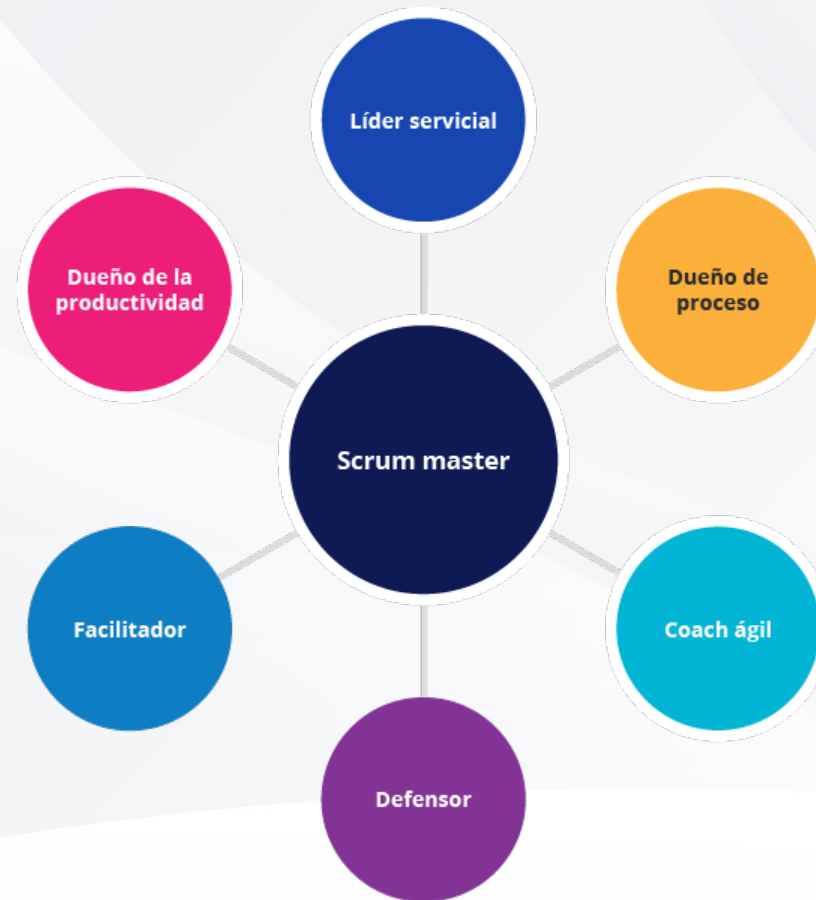 Líder servicial
Dueño de la
productividad
Dueño de
proceso
Scrum master
Facilitador
Coach ágil
Defensor